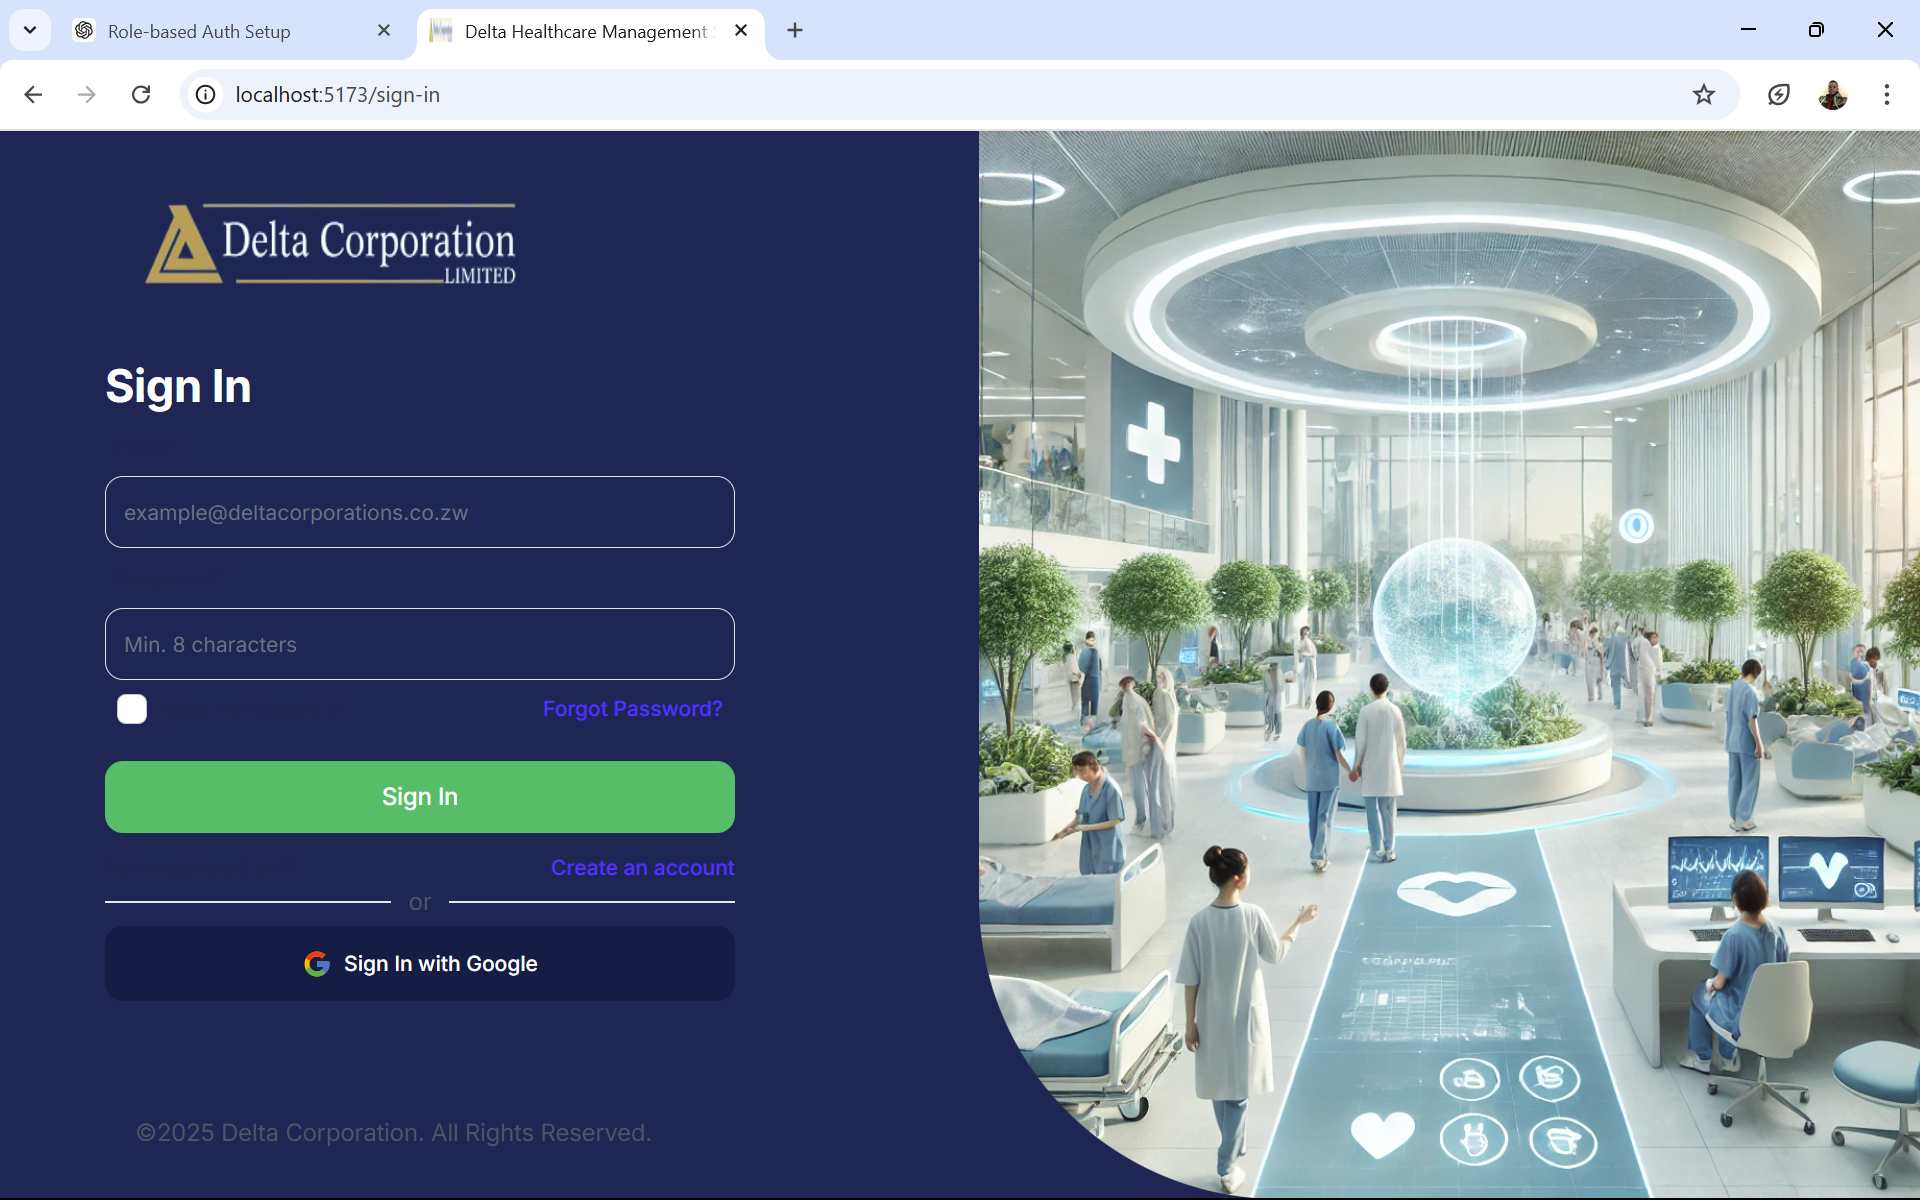 Role-based Auth Setup
Delta Healthcare Management
localhost:5173/sign-in
Delta Corporation
LIMITED
Sign In
example@deltacorporations.co.zw
Min. 8 characters
Forgot Password?
Sign In
Create an account
or
Sign In with Google
©2025 Delta Corporation. All Rights Reserved.